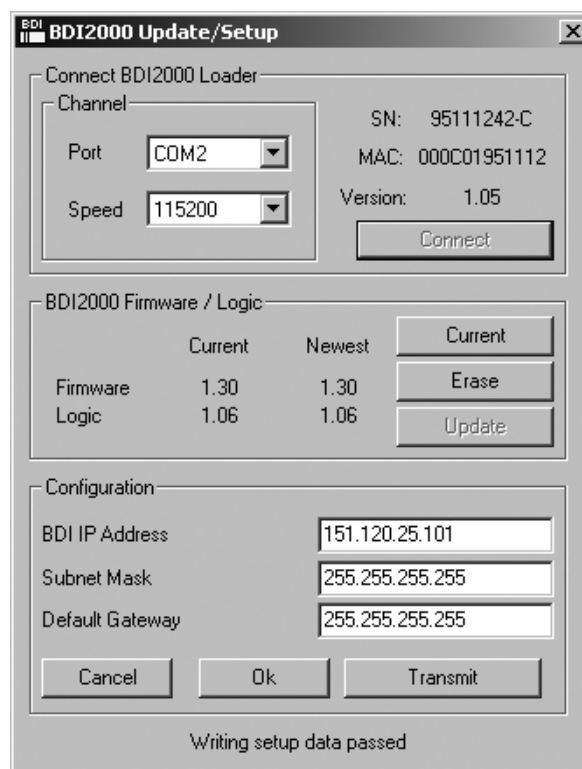 BDI
BDI2000 Update/Setup
Connect BDI2000 Loader
Channel
Port COM2
Speed 115200
SN: 95111242-C
MAC: 000C01951112
Version: 1.05
Connect
BDI2000 Firmware / Logic
Current Newest
Firmware 1.30 1.30
Logic 1.06 1.06
Current
Erase
Update
Configuration
BDI IP Address 151.120.25.101
Subnet Mask 255.255.255.255
Default Gateway 255.255.255.255
Cancel Ok Transmit
Writing setup data passed